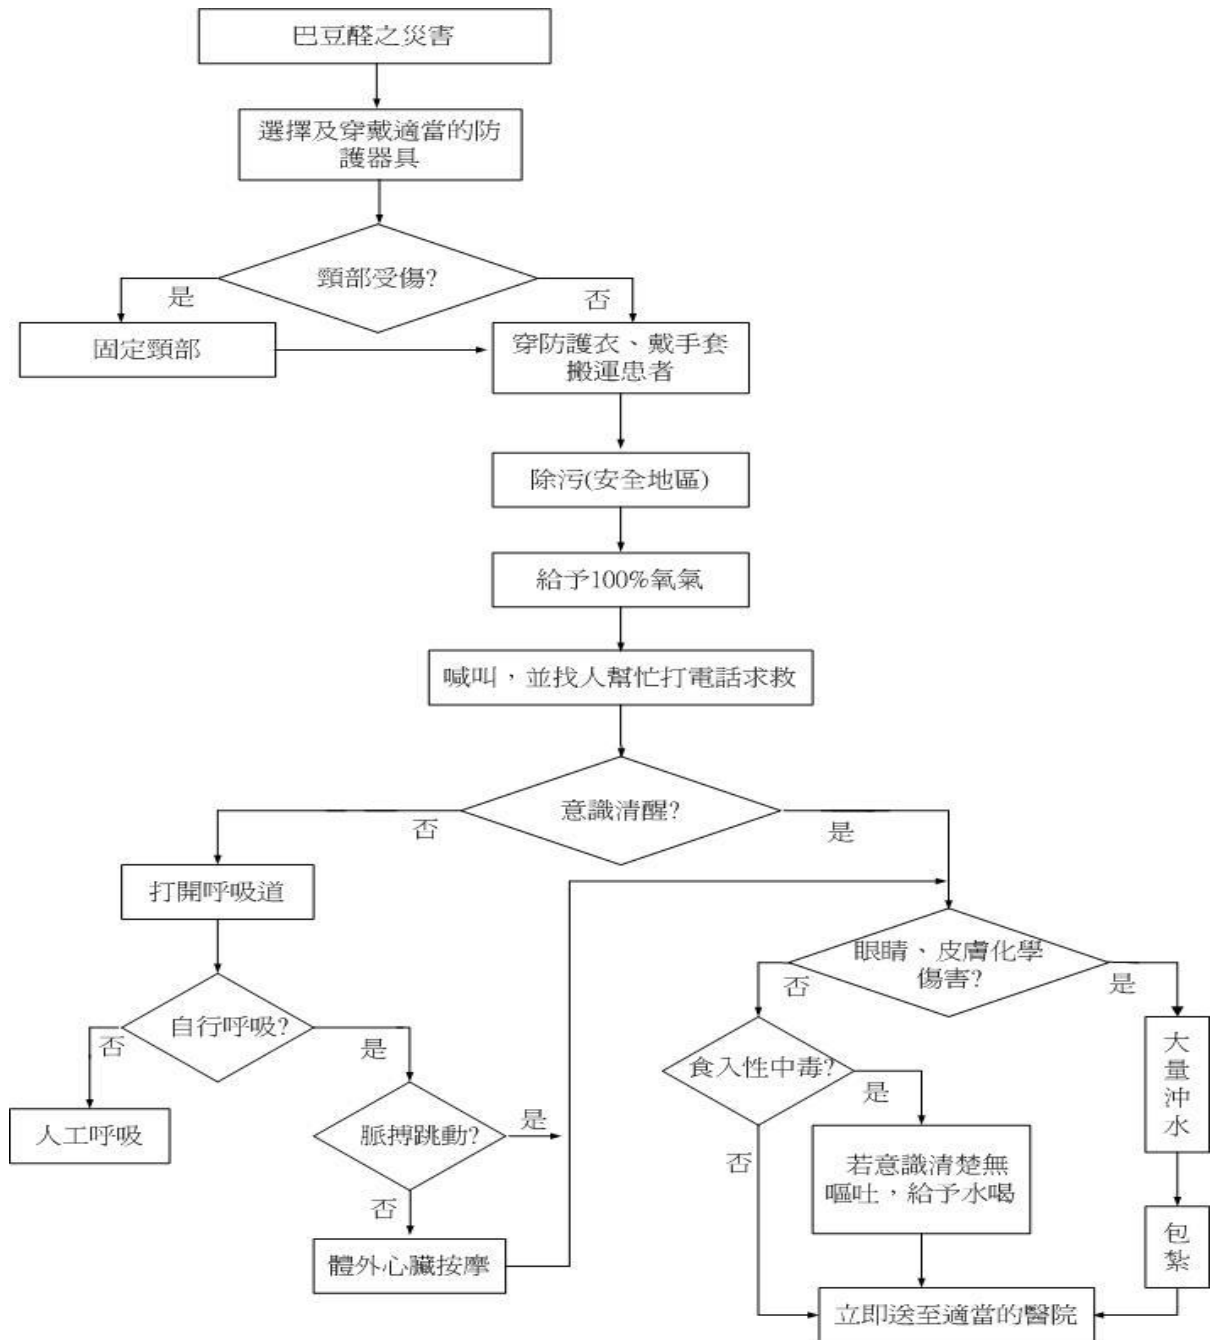 巴豆醛之災害
選擇及穿戴適當的防
護器具
頸部受傷?
是
否
固定頸部
穿防護衣、戴手套
搬運患者
除污(安全地區)
給予100%氧氣
喊叫，並找人幫忙打電話求救
意識清醒?
否
是
打開呼吸道
眼睛、皮膚化學
傷害?
否
是
自行呼吸?
否
是
食入性中毒?
是
否
大量沖水
人工呼吸
脈搏跳動?
是
否
若意識清楚無
嘔吐，給予水喝
包紮
體外心臟按摩
立即送至適當的醫院